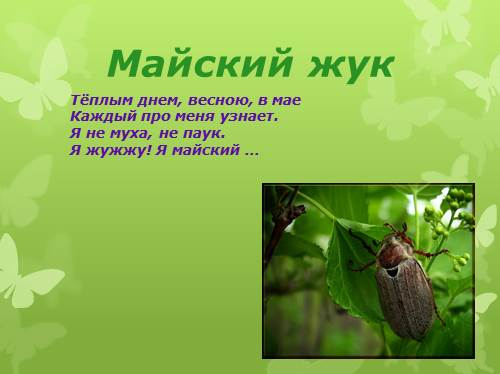 Майский жук
Тёплым днем, весною, в мае
Каждый про меня узнает.
Я не муха, не паук.
Я жужжу! Я майский ...